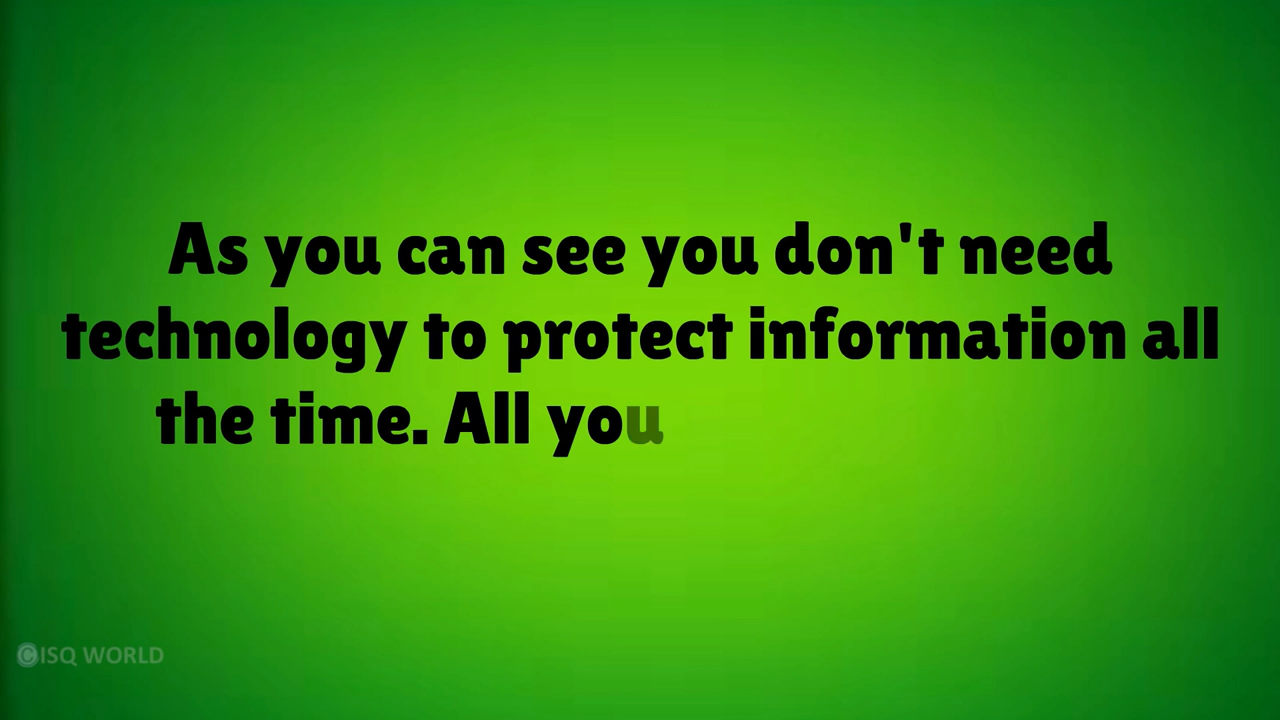 As you can see you don't need
technology to protect information all
the time. All you
©ISQ WORLD